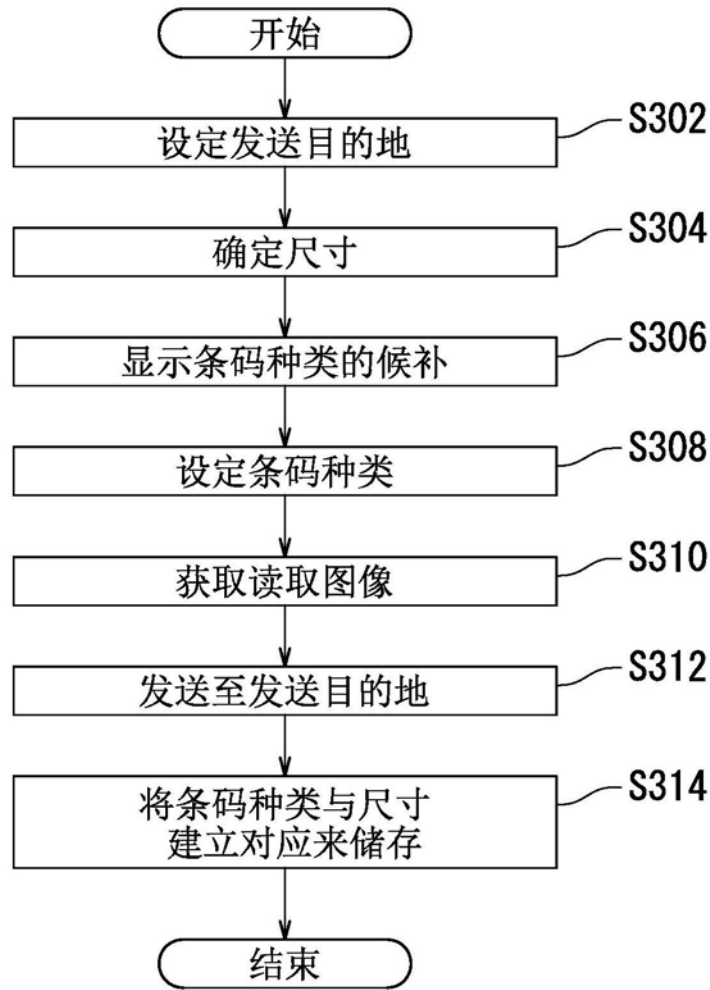 开始
设定发送目的地
S302
确定尺寸
S304
显示条码种类的候补
S306
设定条码种类
S308
获取读取图像
S310
发送至发送目的地
S312
将条码种类与尺寸
建立对应来储存
S314
结束